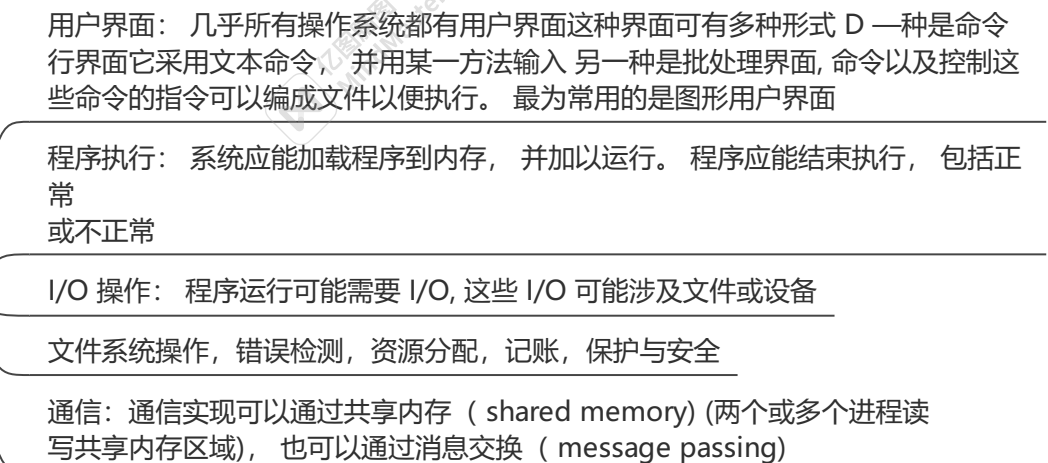 用户界面： 几乎所有操作系统都有用户界面这种界面可有多种形式 D —种是命令
行界面它采用文本命令， 并用某一方法输入 另一种是批处理界面, 命令以及控制这
些命令的指令可以编成文件以便执行。 最为常用的是图形用户界面
程序执行： 系统应能加载程序到内存， 并加以运行。 程序应能结束执行， 包括正
常
或不正常
I/O 操作： 程序运行可能需要 I/O, 这些 I/O 可能涉及文件或设备
文件系统操作，错误检测，资源分配，记账，保护与安全
通信：通信实现可以通过共享内存（ shared memory) (两个或多个进程读
写共享内存区域)， 也可以通过消息交换（ message passing)